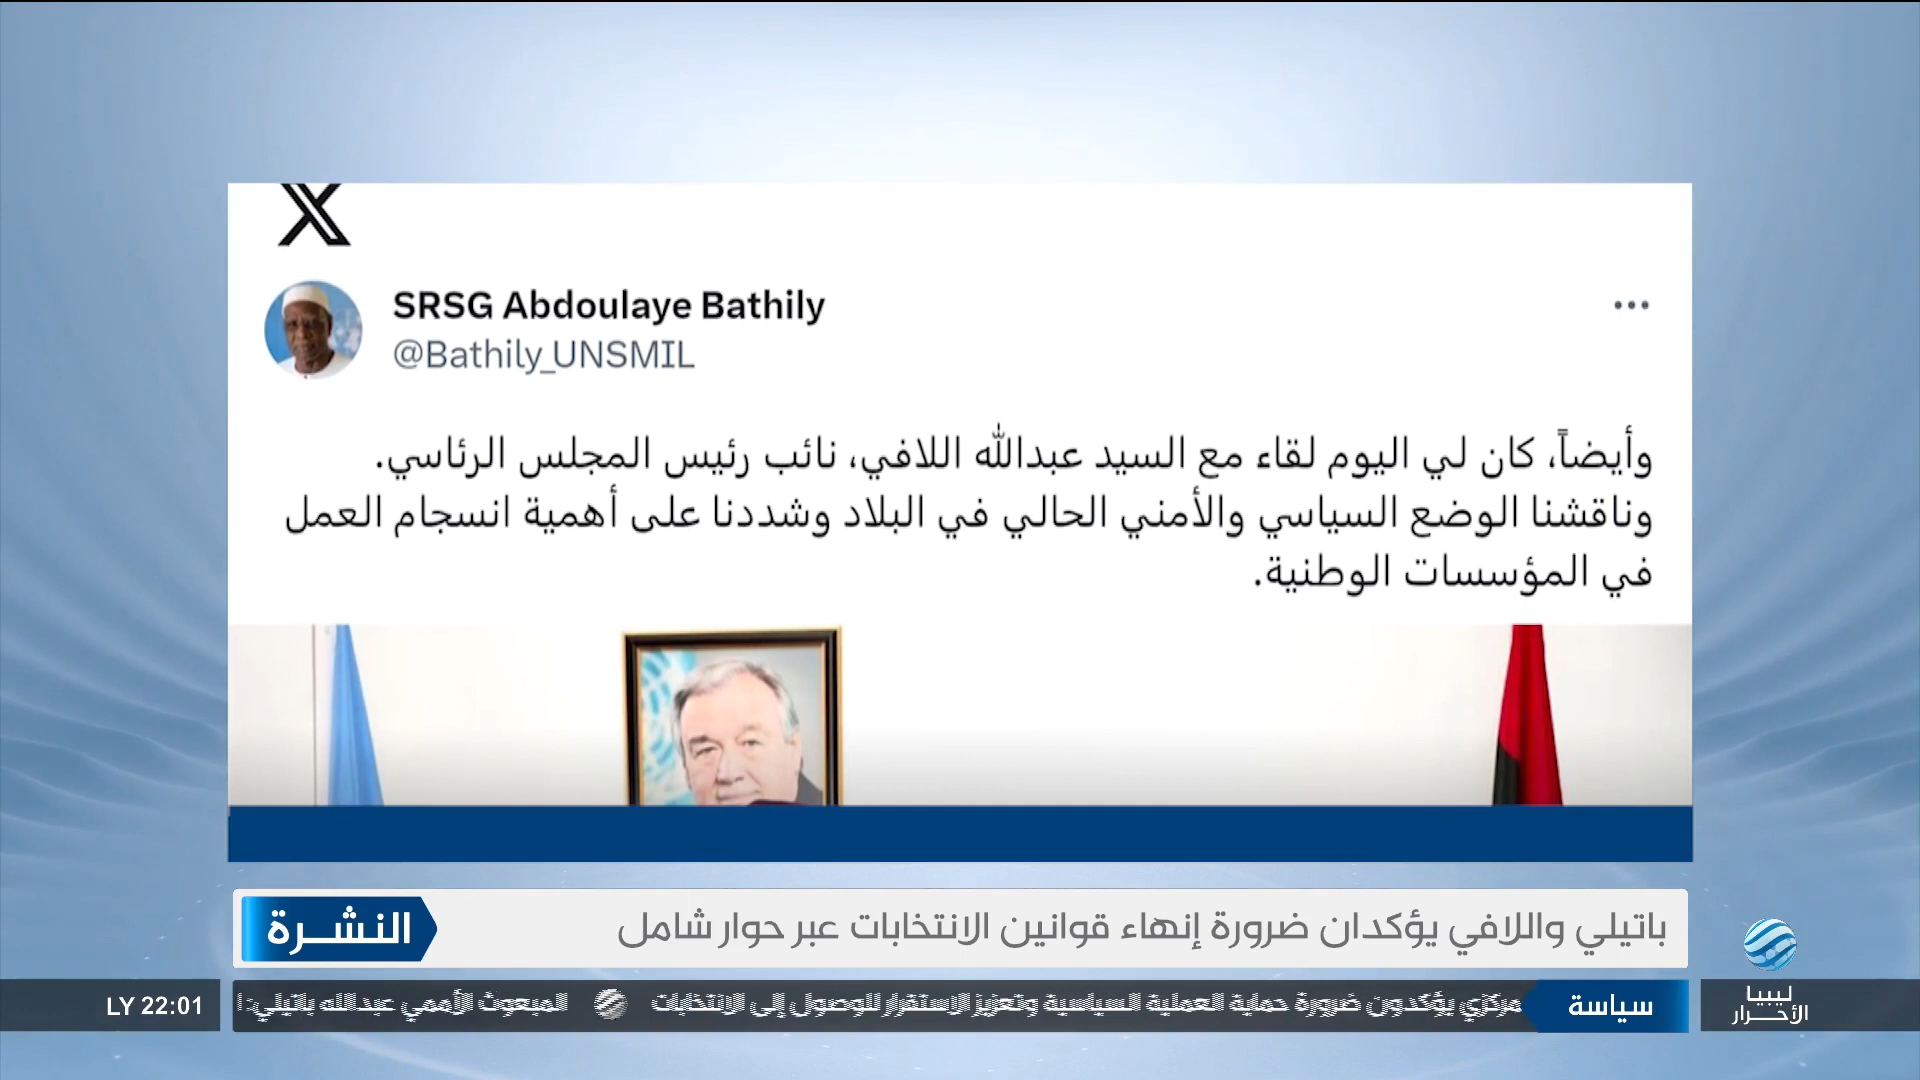 X
SRSG Abdoulaye Bathily
@Bathily_UNSMIL
وأيضاً، كان لي اليوم لقاء مع السيد عبدالله اللافي، نائب رئيس المجلس الرئاسي.
وناقشنا الوضع السياسي والأمني الحالي في البلاد وشددنا على أهمية انسجام العمل
في المؤسسات الوطنية.
باتيلي واللافي يؤكدان ضرورة إنهاء قوانين الانتخابات عبر حوار شامل
النشرة
سياسة
مركزي يؤكدون ضرورة حماية العملية السياسية وتعزيز الاستقرار للوصول إلى الانتخابات
المبعوث الأممي عبدالله باتيلي:
LY 22:01
ليبيا
الأحرار